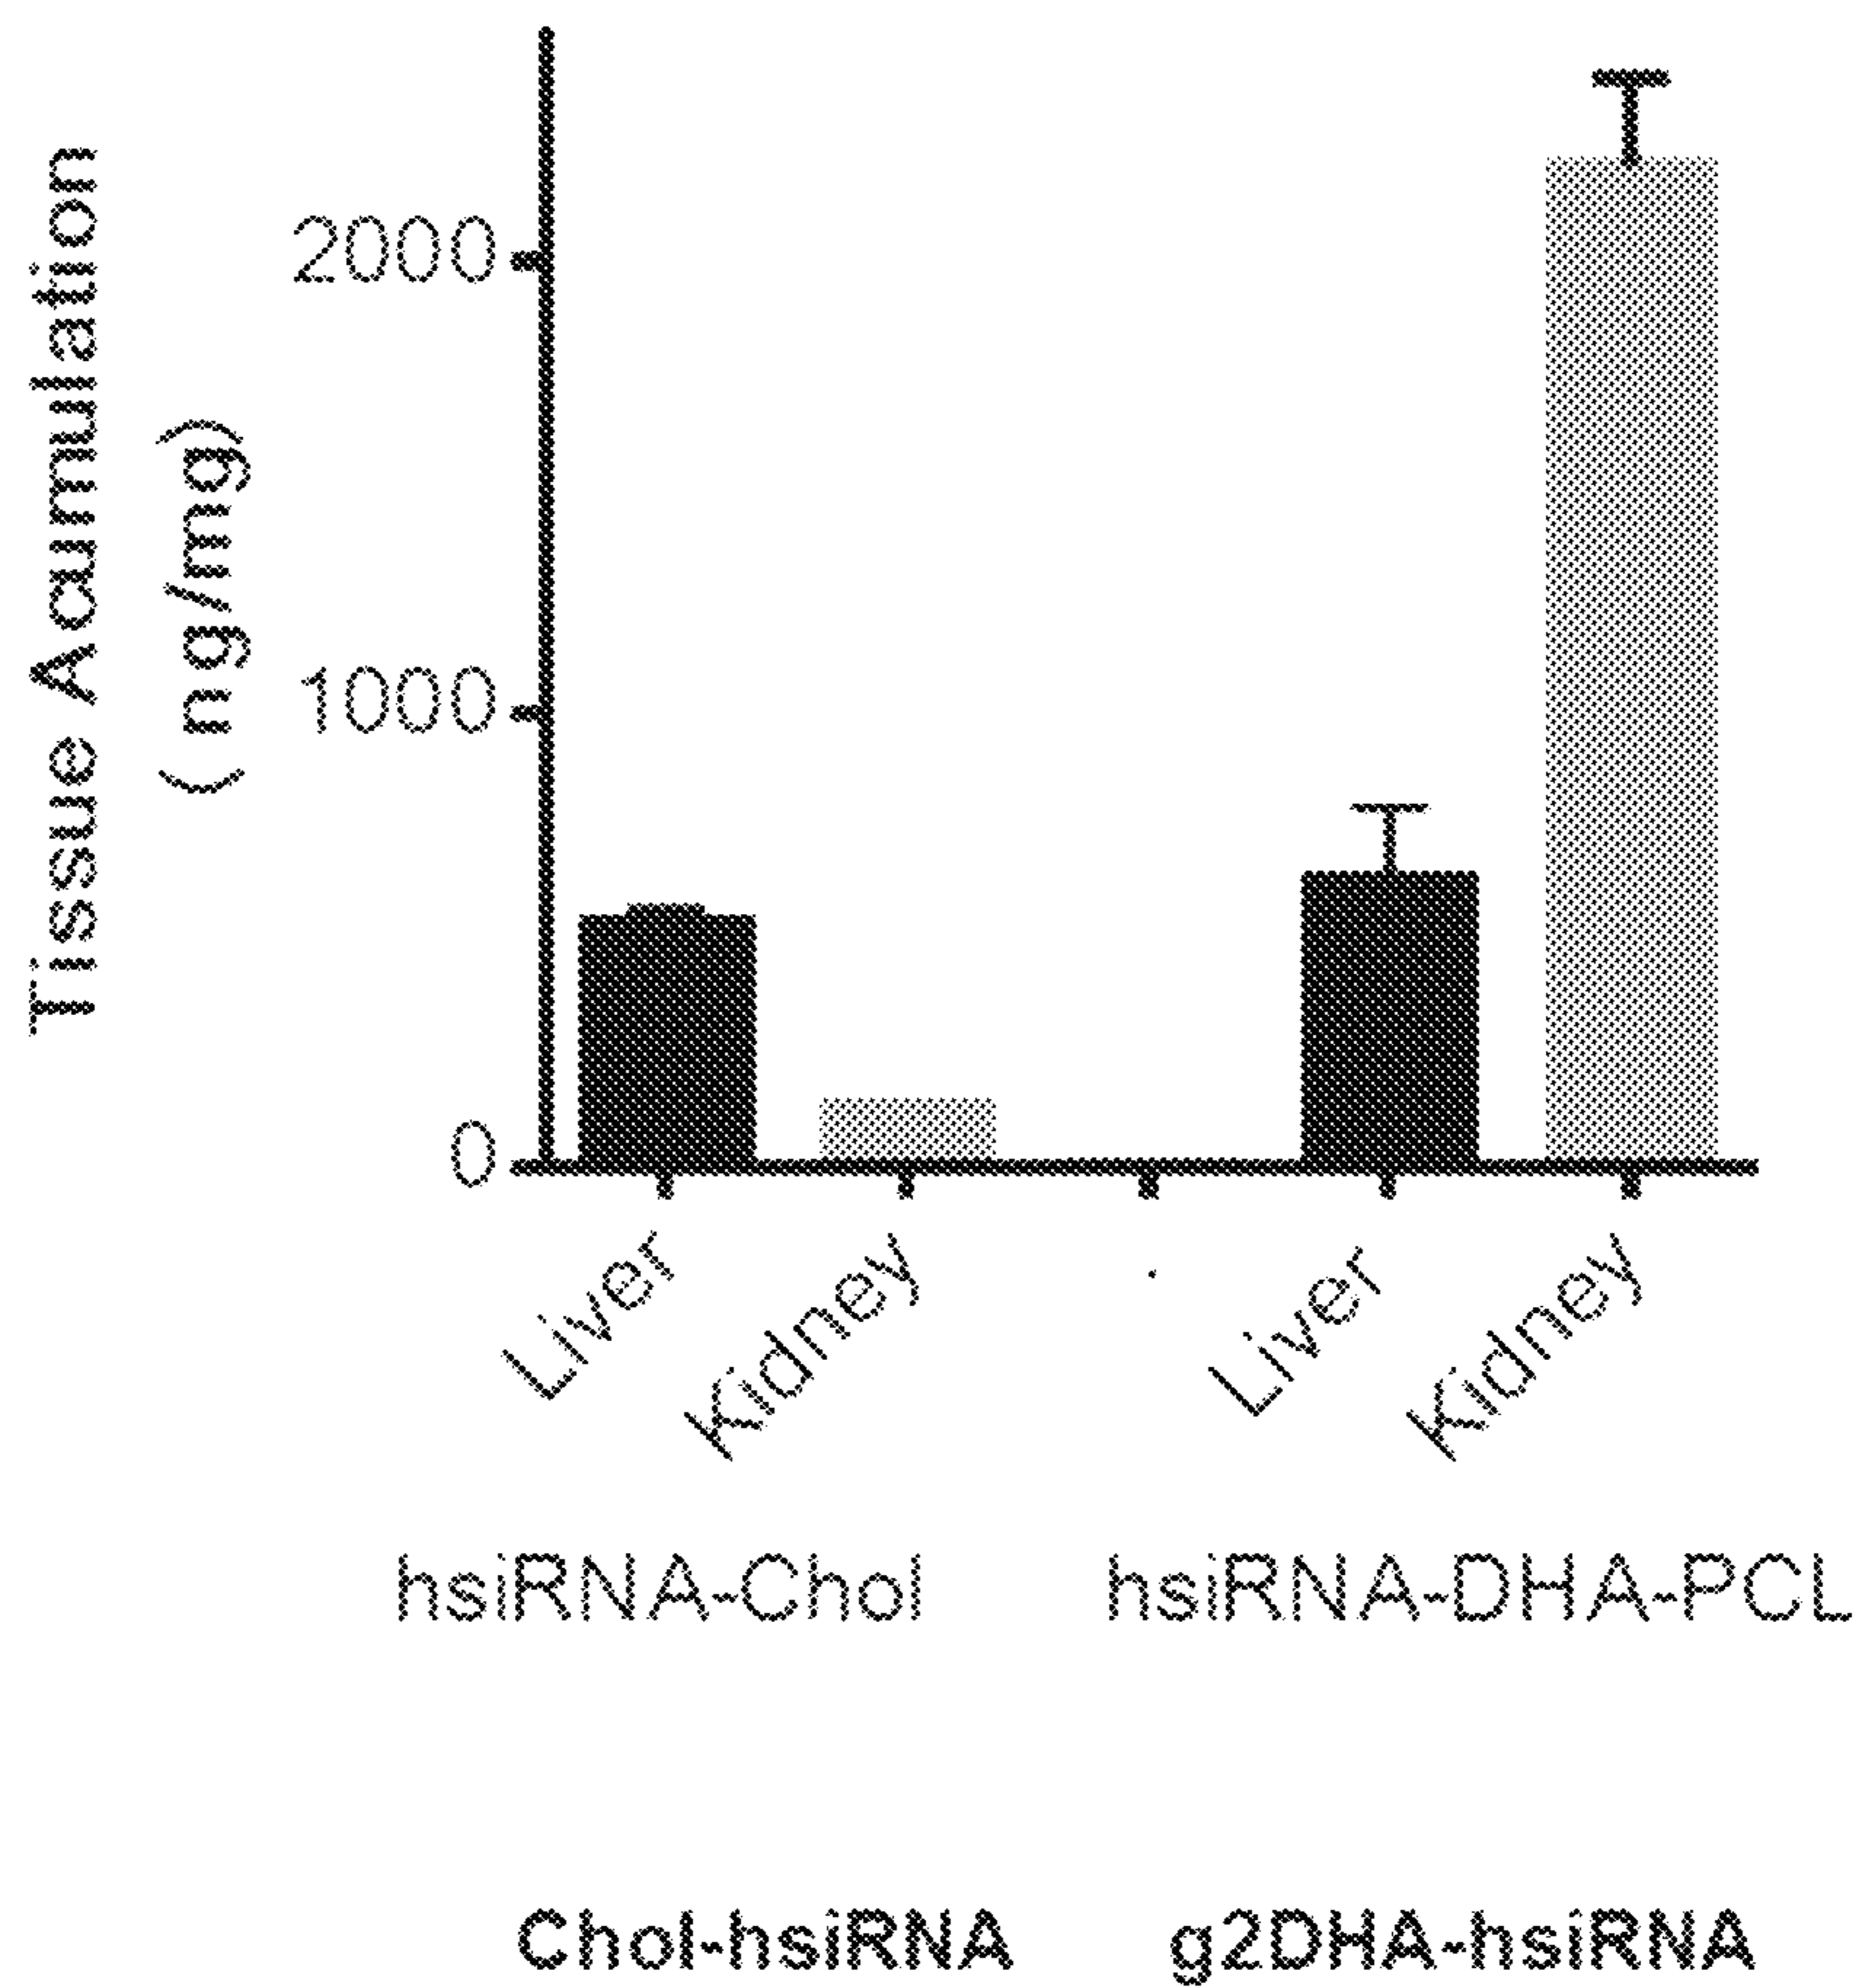 Tissue Acumulation
(ng/mg)
2000
1000
0
Liver
Kidney
Liver
Kidney
hsiRNA-Chol
hsiRNA-DHA-PCL
Chol-hsiRNA
g2DHA-hsiRNA